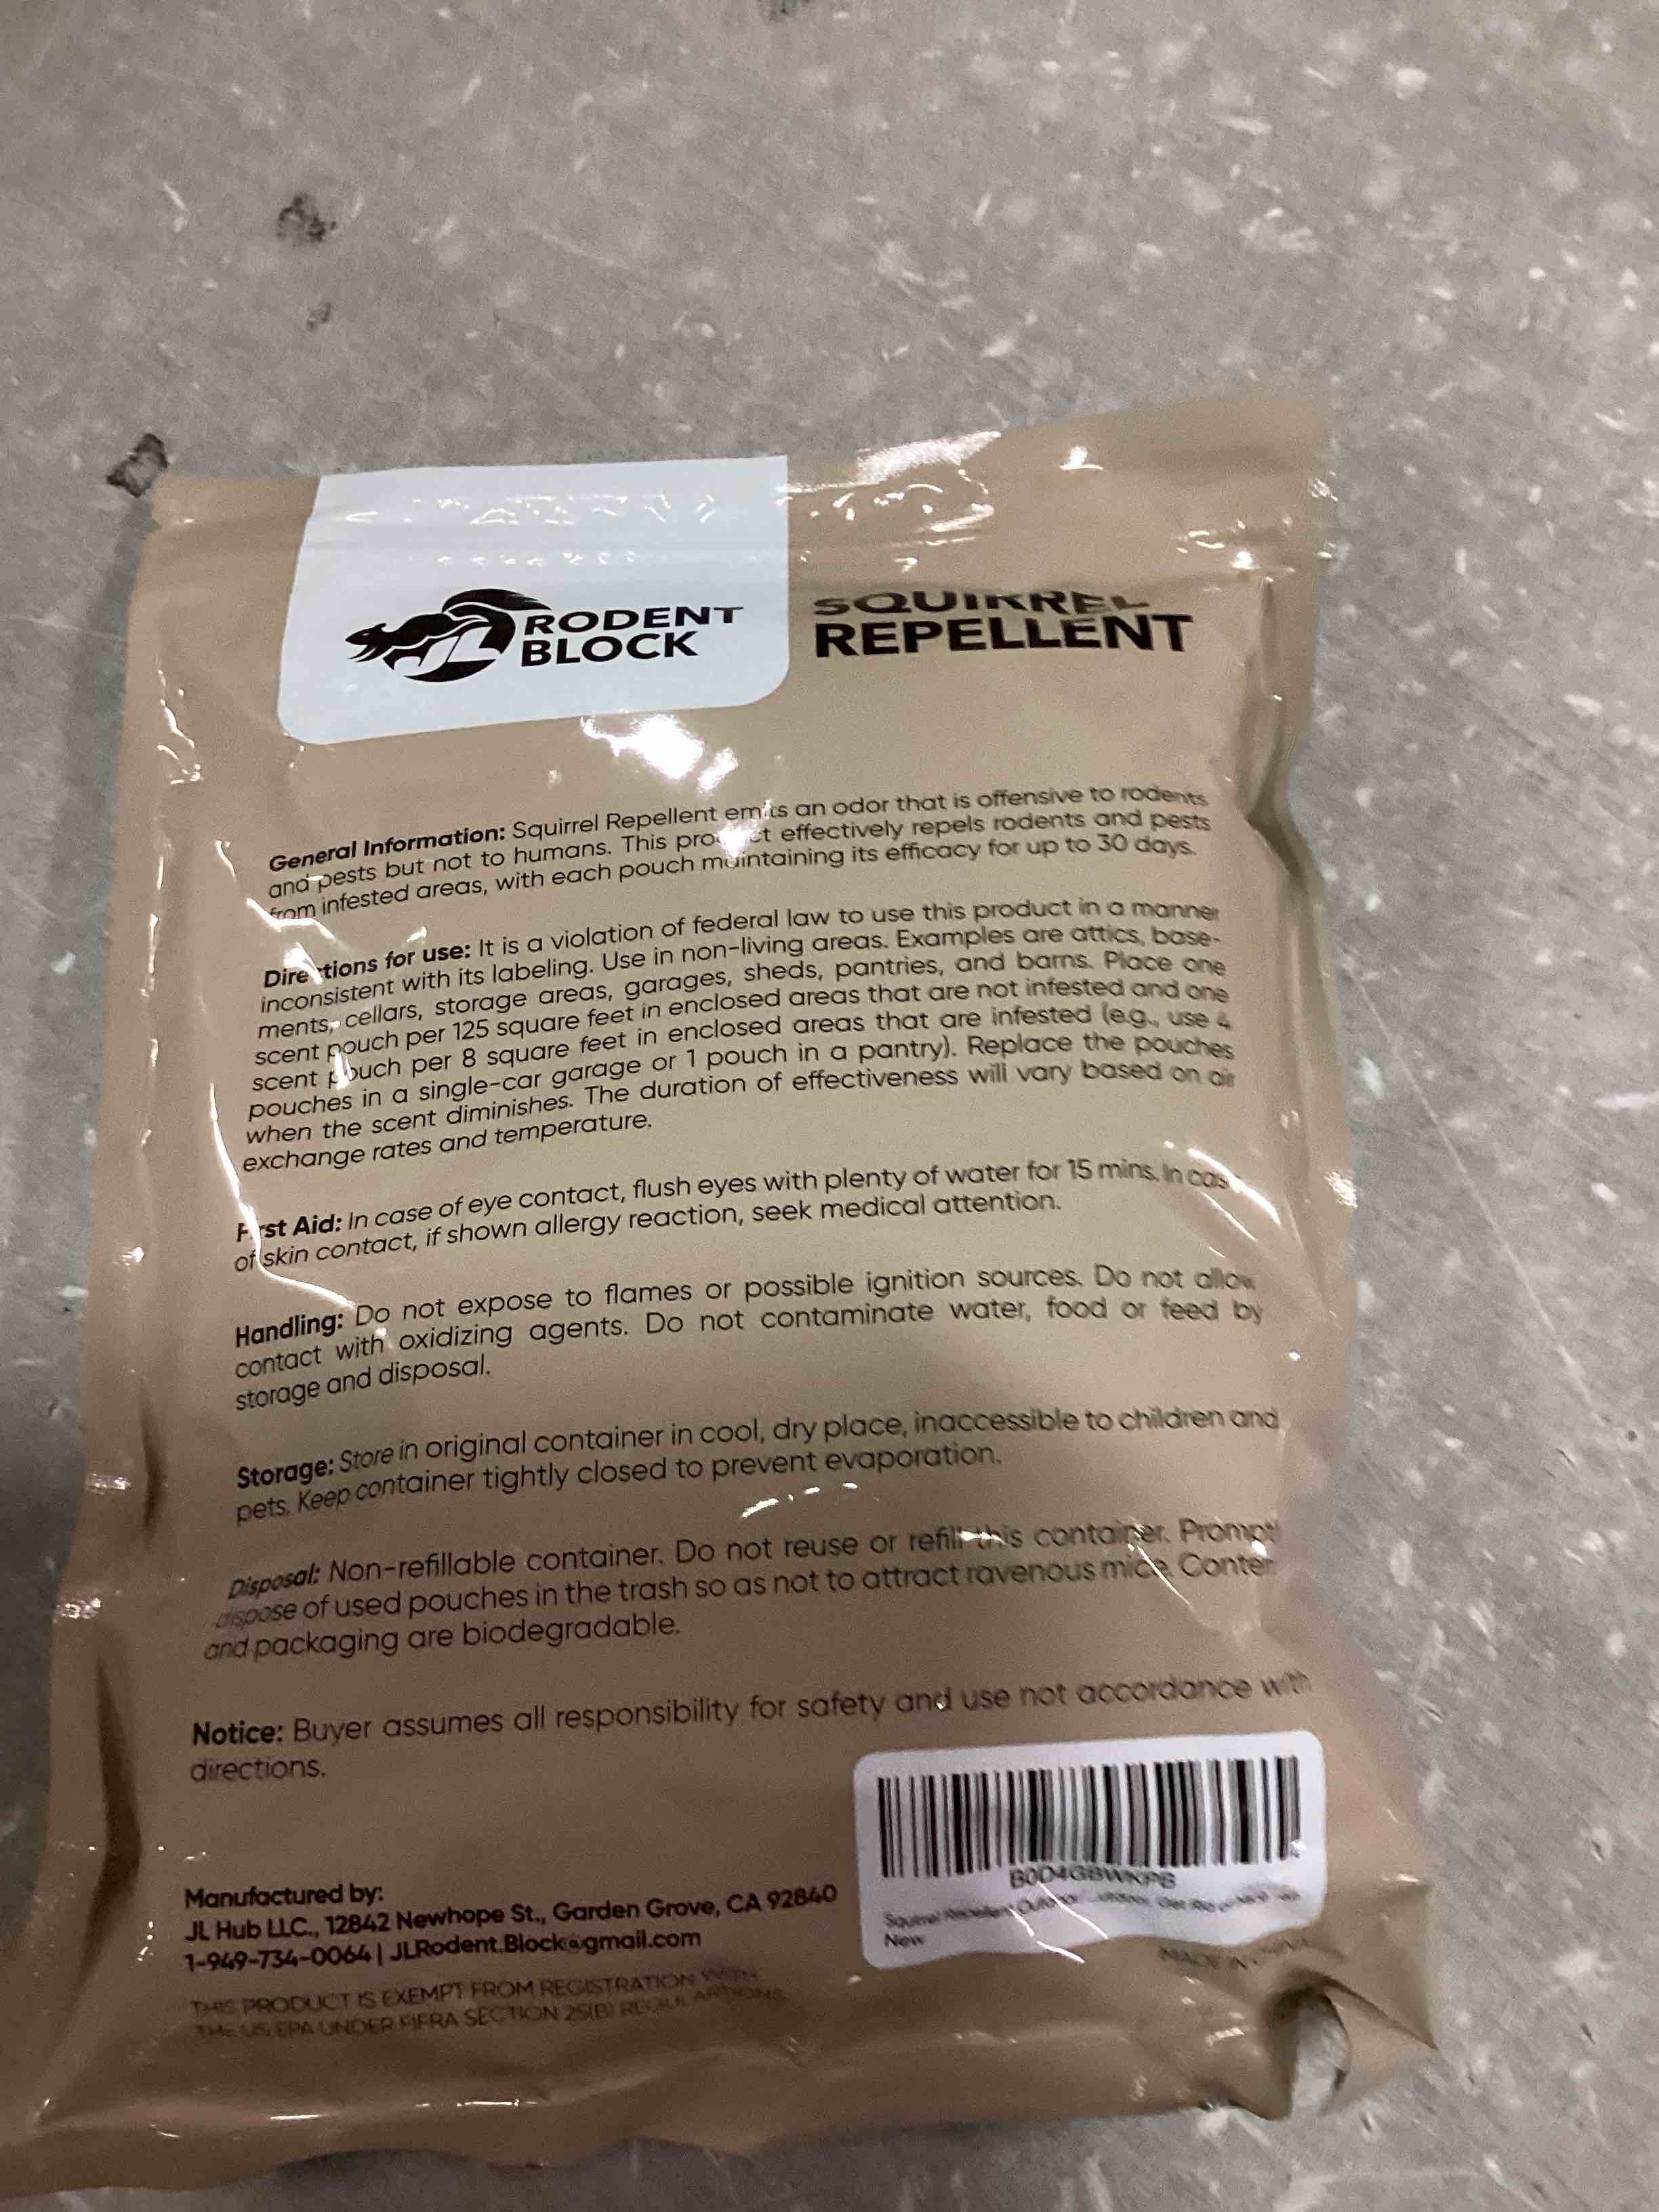 RODENT
BLOCK
SQUIRREL
REPELLENT
General Information: Squirrel Repellent emits an odor that is offensive to rodents
and pests but not to humans. This product effectively repels rodents and pests
from infested areas, with each pouch maintaining its efficacy for up to 30 days.
Directions for use: It is a violation of federal law to use this product in a manner
inconsistent with its labeling. Use in non-living areas. Examples are attics, base-
ments, cellars, storage areas, garages, sheds, pantries, and barns. Place one
scent pouch per 125 square feet in enclosed areas that are not infested and one
scent pouch per 8 square feet in enclosed areas that are infested (e.g., use 4
pouches in a single-car garage or 1 pouch in a pantry). Replace the pouches
when the scent diminishes. The duration of effectiveness will vary based on air
exchange rates and temperature.
First Aid: In case of eye contact, flush eyes with plenty of water for 15 mins. In cas
of skin contact, if shown allergy reaction, seek medical attention.
Handling: Do not expose to flames or possible ignition sources. Do not allow
contact with oxidizing agents. Do not contaminate water, food or feed by
storage and disposal.
Storage: Store in original container in cool, dry place, inaccessible to children and
pets. Keep container tightly closed to prevent evaporation.
Disposal: Non-refillable container. Do not reuse or refill this container. Promptl
dispose of used pouches in the trash so as not to attract ravenous mice. Conten
and packaging are biodegradable.
Notice: Buyer assumes all responsibility for safety and use not accordance with
directions.
B0D4GBWKPB
Squirrel Repellent Outdoor
New
MADE IN CHINA
Manufactured by:
JL Hub LLC., 12842 Newhope St., Garden Grove, CA 92840
1-949-734-0064 | JLRodent.Block@gmail.com
THIS PRODUCT IS EXEMPT FROM REGISTRATION WITH
THE US EPA UNDER FIFRA SECTION 25(B) REGULARTIONS